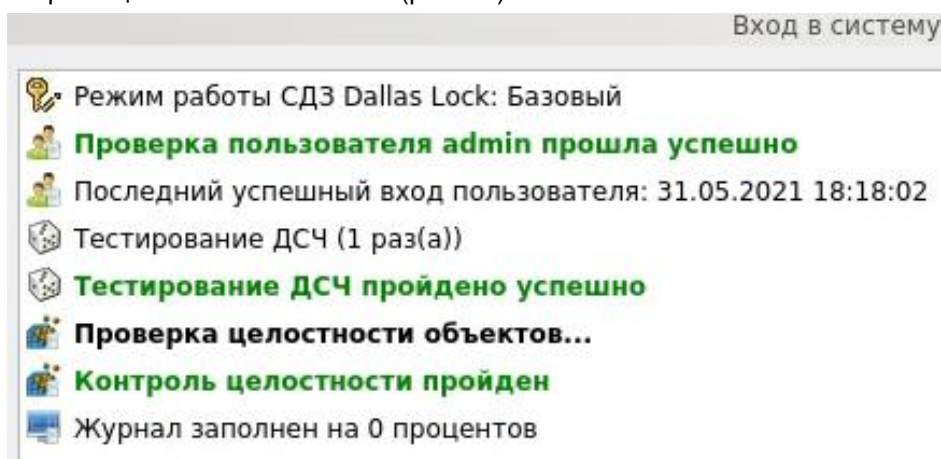 Вход в систему
Режим работы СДЗ Dallas Lock: Базовый
Проверка пользователя admin прошла успешно
Последний успешный вход пользователя: 31.05.2021 18:18:02
Тестирование ДСЧ (1 раз(а))
Тестирование ДСЧ пройдено успешно
Проверка целостности объектов...
Контроль целостности пройден
Журнал заполнен на 0 процентов